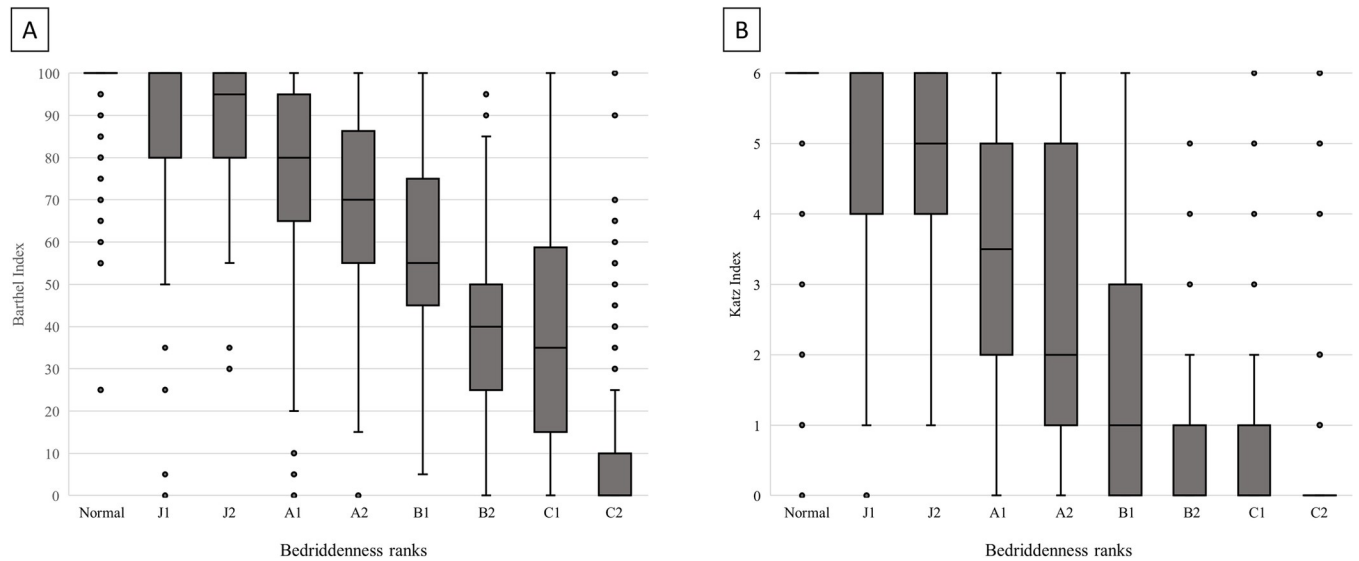 A
100
90
80
70
60
50
40
30
20
10
0
Barthel Index
Normal J1 J2 A1 A2 B1 B2 C1 C2
Bedriddenness ranks
B
6
5
4
3
2
1
0
Katz Index
Normal J1 J2 A1 A2 B1 B2 C1 C2
Bedriddenness ranks